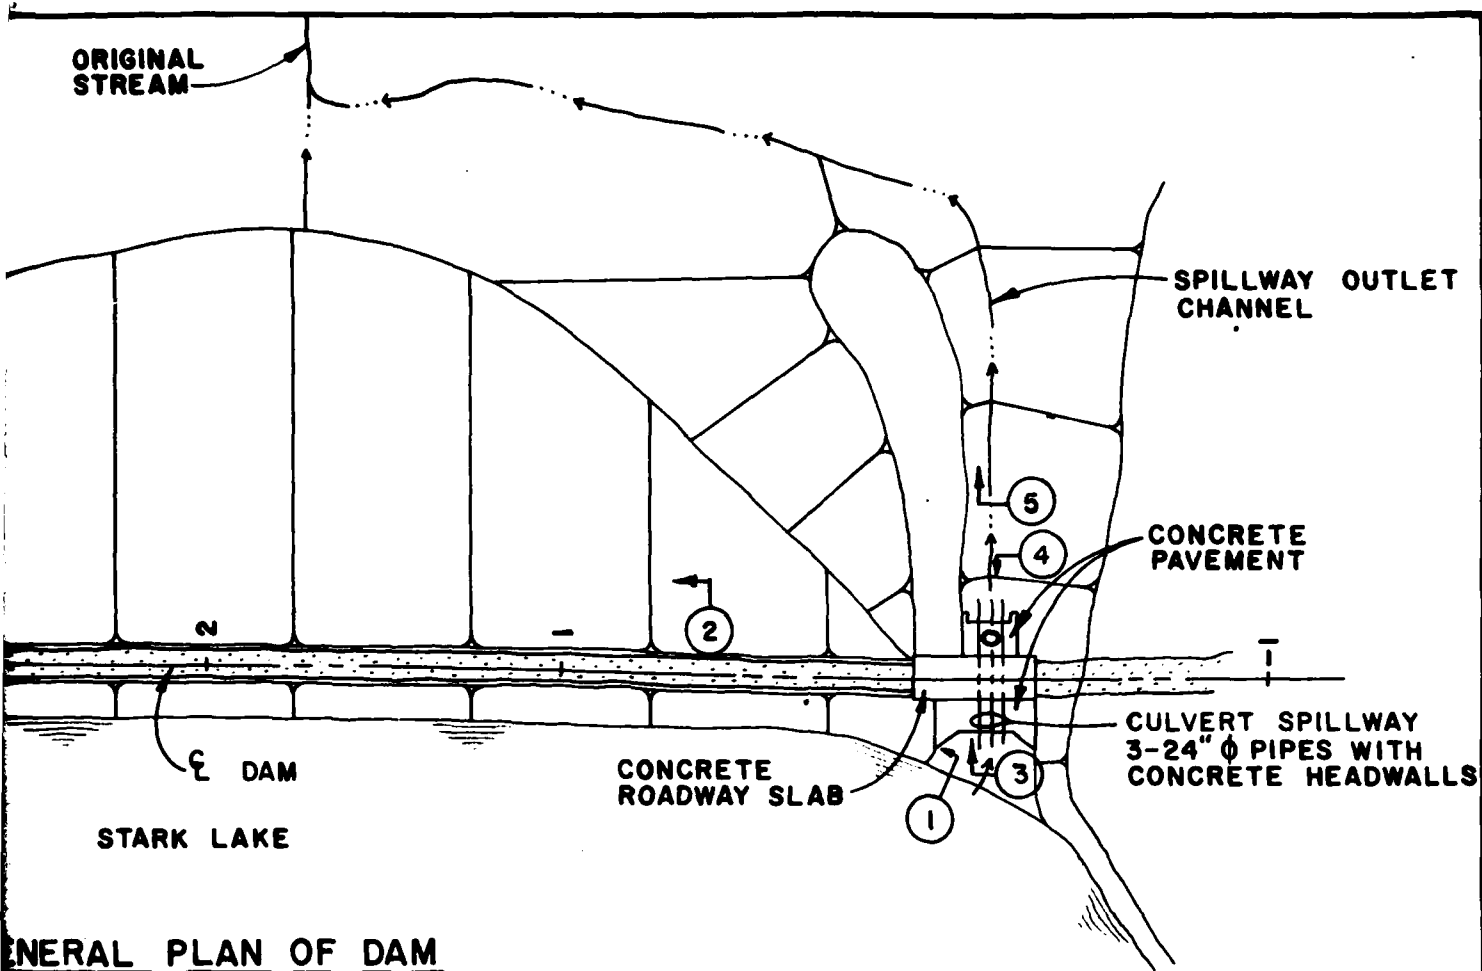 ORIGINAL
STREAM
SPILLWAY OUTLET
CHANNEL
5
4
CONCRETE
PAVEMENT
2
1
2
1
CULVERT SPILLWAY
3-24" ϕ PIPES WITH
CONCRETE HEADWALLS
℄ DAM
CONCRETE
ROADWAY SLAB
3
1
STARK LAKE
ENERAL PLAN OF DAM